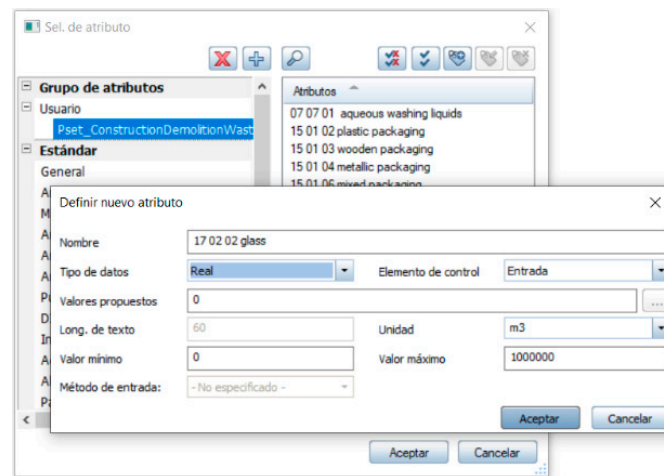 Sel. de atributo
Grupo de atributos
Usuario
Pset_ConstructionDemolitionWast
Estándar
General
Atributos
07 07 01 aqueous washing liquids
15 01 02 plastic packaging
15 01 03 wooden packaging
15 01 04 metallic packaging
15 01 06 mixed packaging
Definir nuevo atributo
Nombre 17 02 02 glass
Tipo de datos Real Elemento de control Entrada
Valores propuestos 0 ...
Long. de texto 60 Unidad m3
Valor mínimo 0 Valor máximo 1000000
Método de entrada: - No especificado -
Aceptar Cancelar
Aceptar Cancelar